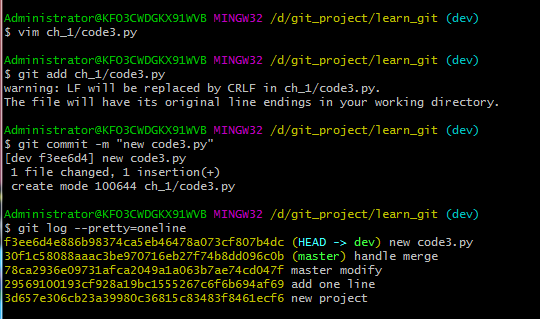 Administrator@KFO3CWDGKX91WVB MINGW32 /d/git_project/learn_git (dev)
$ vim ch_1/code3.py
Administrator@KFO3CWDGKX91WVB MINGW32 /d/git_project/learn_git (dev)
$ git add ch_1/code3.py
warning: LF will be replaced by CRLF in ch_1/code3.py.
The file will have its original line endings in your working directory.
Administrator@KFO3CWDGKX91WVB MINGW32 /d/git_project/learn_git (dev)
$ git commit -m "new code3.py"
[dev f3ee6d4] new code3.py
 1 file changed, 1 insertion(+)
 create mode 100644 ch_1/code3.py
Administrator@KFO3CWDGKX91WVB MINGW32 /d/git_project/learn_git (dev)
$ git log --pretty=oneline
f3ee6d4e886b98374ca5eb46478a073cf807b4dc (HEAD -> dev) new code3.py
30f1c58088aaac3be970716eb27f74b8dd096c0b (master) handle merge
78ca2936e09731afca2049a1a063b7ae74cd047f master modify
29569100193cf928a19bc1555267c6f6b694af69 add one line
3d657e306cb23a39980c36815c83483f8461ecf6 new project